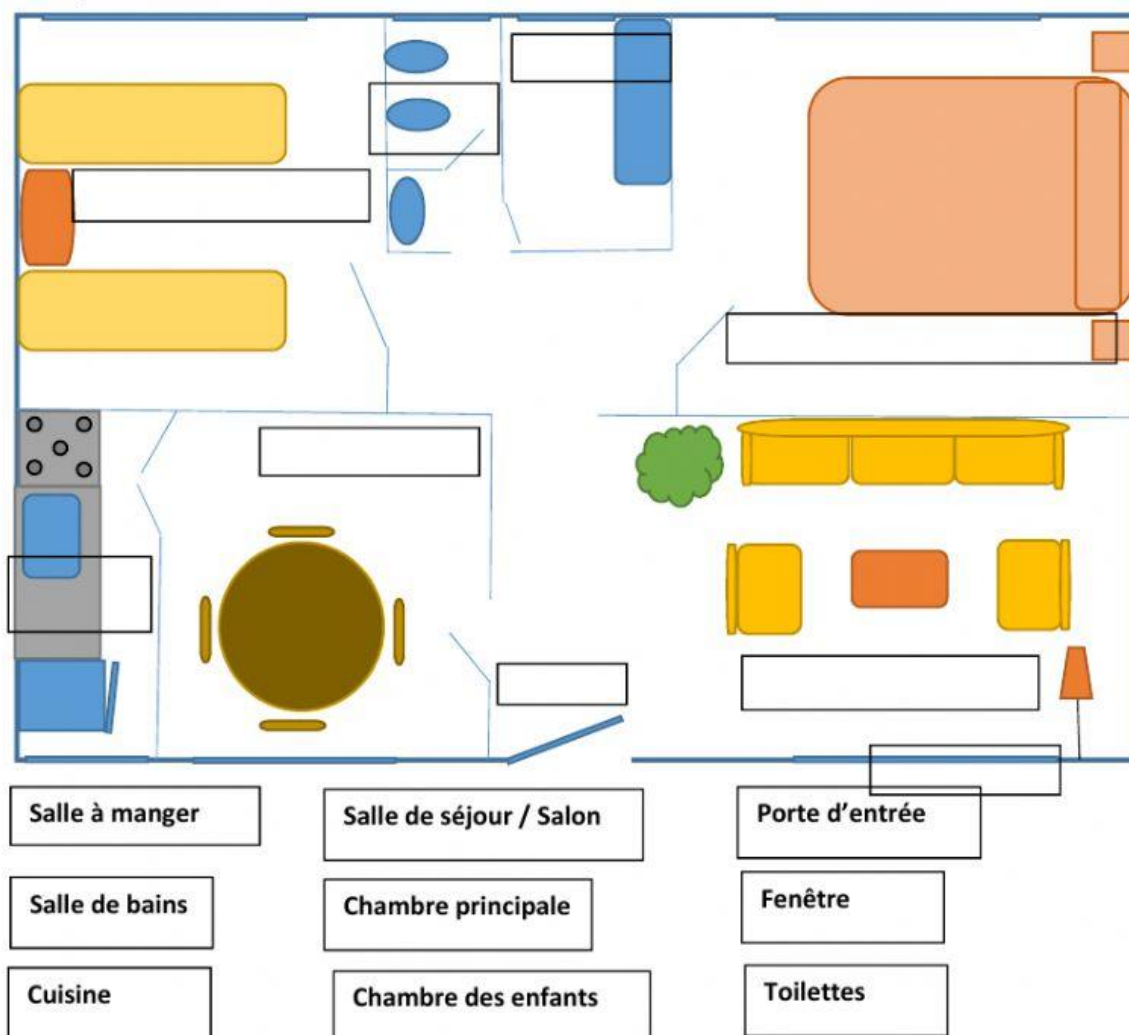 Salle à manger
Salle de séjour / Salon
Porte d'entrée
Salle de bains
Chambre principale
Fenêtre
Cuisine
Chambre des enfants
Toilettes